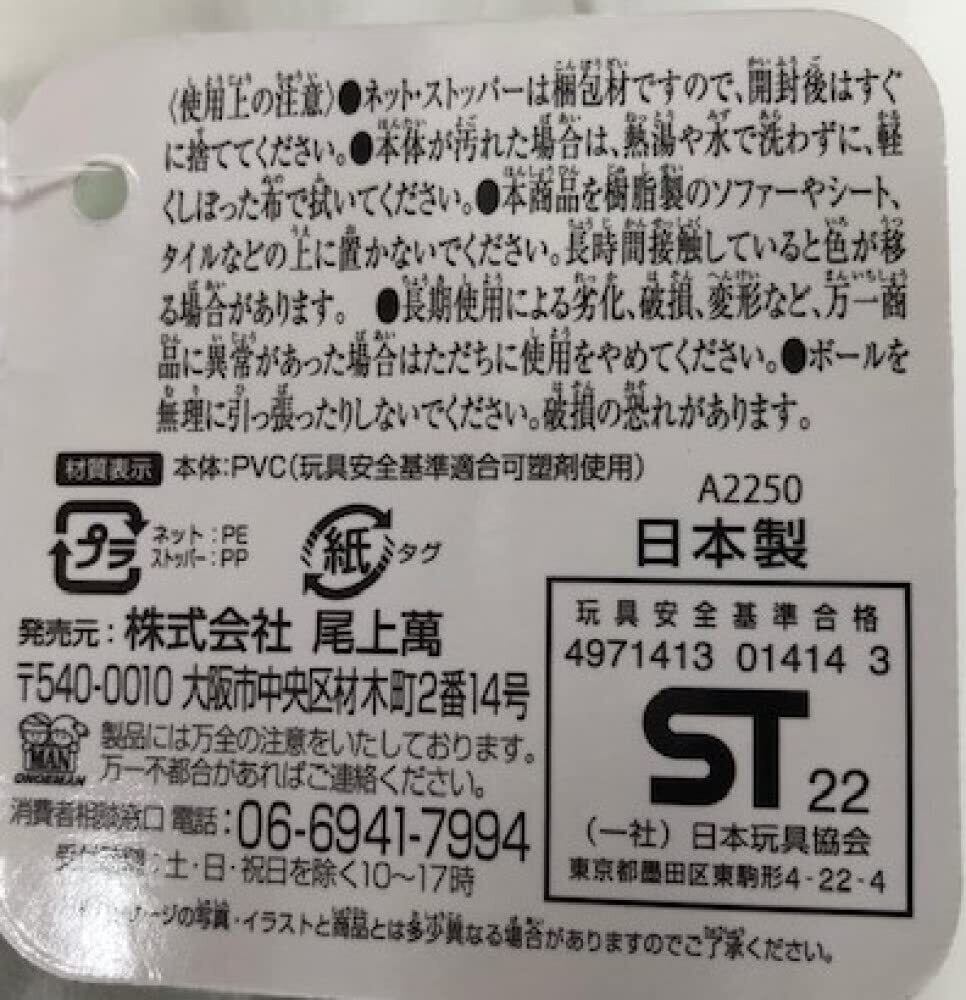 〈使用上の注意〉●ネット・ストッパーは梱包材ですので、開封後はすぐ
に捨ててください。●本体が汚れた場合は、熱湯や水で洗わずに、軽
くしぼった布で拭いてください。●本商品を樹脂製のソファーやシート、
タイルなどの上に置かないでください。長時間接触していると色が移
る場合があります。 ●長期使用による劣化、破損、変形など、万一商
品に異常があった場合はただちに使用をやめてください。●ボールを
無理に引っ張ったりしないでください。破損の恐れがあります。
材質表示 本体:PVC(玩具安全基準適合可塑剤使用)
A2250
日本製
プラ ネット:PE
ストッパー:PP
紙 タグ
発売元:株式会社 尾上萬
〒540-0010 大阪市中央区材木町2番14号
MAN
ONOEMAN
製品には万全の注意をいたしております。
万一不都合があればご連絡ください。
消費者相談窓口 電話:06-6941-7994
受付時間:土・日・祝日を除く10〜17時
玩具安全基準合格
4971413 01414 3
ST 22
(一社)日本玩具協会
東京都墨田区東駒形4-22-4
の写真・イラストと商品とは多少異なる場合がありますのでご了承ください。